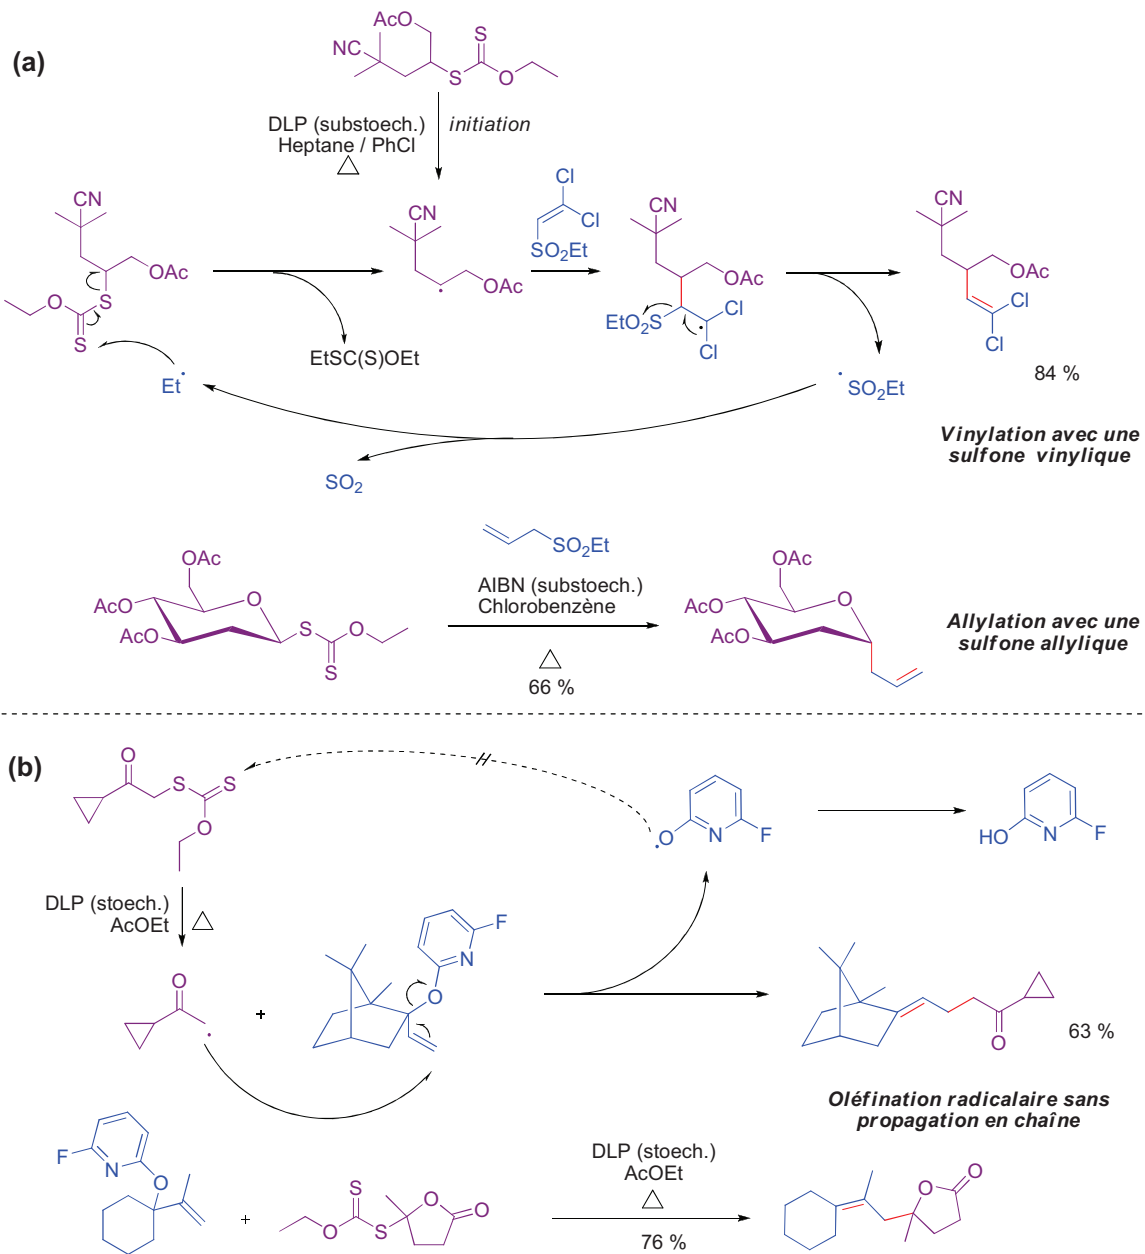 (a)
AcO
NC
S
S
O
DLP (substoech.)
Heptane / PhCl
initiation
CN
OAc
O
S
S
Et•
EtSC(S)OEt
CN
OAc
Cl
Cl
SO2Et
CN
OAc
EtO2S
Cl
Cl
•SO2Et
SO2
CN
OAc
Cl
Cl
84 %
Vinylation avec une
sulfone vinylique
OAc
AcO
AcO
O
S
O
S
SO2Et
AIBN (substoech.)
Chlorobenzène
66 %
OAc
AcO
AcO
O
Allylation avec une
sulfone allylique
(b)
O
S
S
O
DLP (stoech.)
AcOEt
O
+
F
N
O
•O
N
F
HO
N
F
O
63 %
Oléfination radicalaire sans
propagation en chaîne
F
N
O
+
S
O
S
O
O
DLP (stoech.)
AcOEt
76 %
O
O